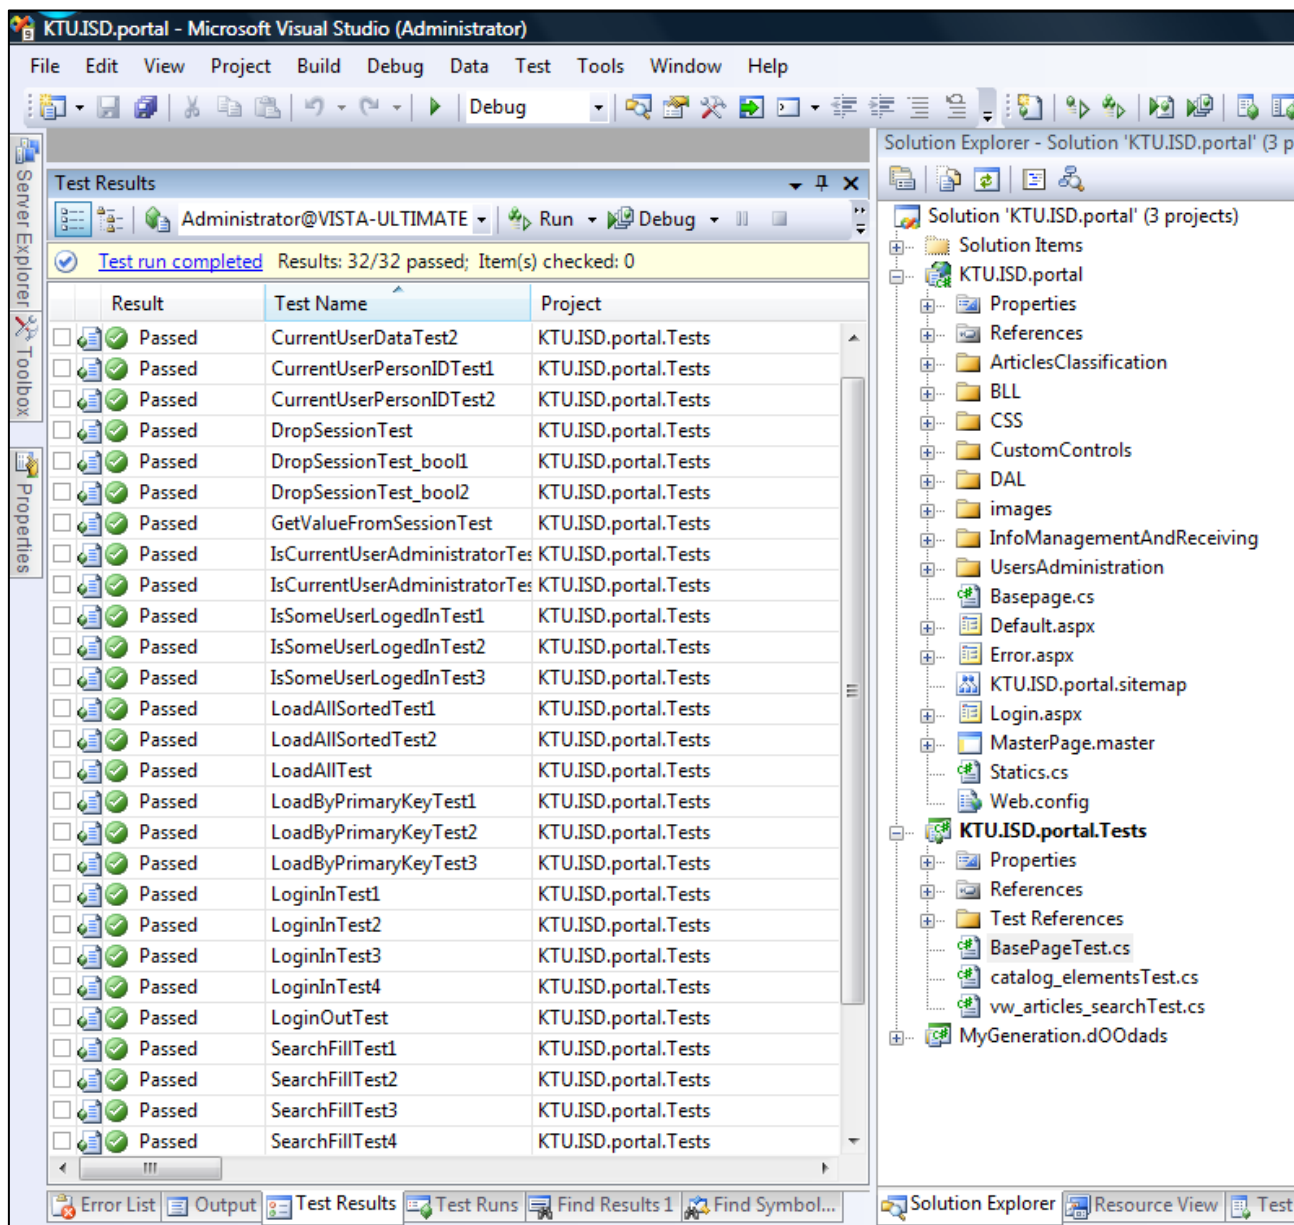 KTU.ISD.portal - Microsoft Visual Studio (Administrator)
File Edit View Project Build Debug Data Test Tools Window Help
Debug
Server Explorer
Toolbox
Properties
Test Results
Administrator@VISTA-ULTIMATE Run Debug
Test run completed Results: 32/32 passed; Item(s) checked: 0
Result Test Name Project
Passed CurrentUserDataTest2 KTU.ISD.portal.Tests
Passed CurrentUserPersonIDTest1 KTU.ISD.portal.Tests
Passed CurrentUserPersonIDTest2 KTU.ISD.portal.Tests
Passed DropSessionTest KTU.ISD.portal.Tests
Passed DropSessionTest_bool1 KTU.ISD.portal.Tests
Passed DropSessionTest_bool2 KTU.ISD.portal.Tests
Passed GetValueFromSessionTest KTU.ISD.portal.Tests
Passed IsCurrentUserAdministratorTes KTU.ISD.portal.Tests
Passed IsCurrentUserAdministratorTes KTU.ISD.portal.Tests
Passed IsSomeUserLogedInTest1 KTU.ISD.portal.Tests
Passed IsSomeUserLogedInTest2 KTU.ISD.portal.Tests
Passed IsSomeUserLogedInTest3 KTU.ISD.portal.Tests
Passed LoadAllSortedTest1 KTU.ISD.portal.Tests
Passed LoadAllSortedTest2 KTU.ISD.portal.Tests
Passed LoadAllTest KTU.ISD.portal.Tests
Passed LoadByPrimaryKeyTest1 KTU.ISD.portal.Tests
Passed LoadByPrimaryKeyTest2 KTU.ISD.portal.Tests
Passed LoadByPrimaryKeyTest3 KTU.ISD.portal.Tests
Passed LoginInTest1 KTU.ISD.portal.Tests
Passed LoginInTest2 KTU.ISD.portal.Tests
Passed LoginInTest3 KTU.ISD.portal.Tests
Passed LoginInTest4 KTU.ISD.portal.Tests
Passed LoginOutTest KTU.ISD.portal.Tests
Passed SearchFillTest1 KTU.ISD.portal.Tests
Passed SearchFillTest2 KTU.ISD.portal.Tests
Passed SearchFillTest3 KTU.ISD.portal.Tests
Passed SearchFillTest4 KTU.ISD.portal.Tests
Error List Output Test Results Test Runs Find Results 1 Find Symbol...
Solution Explorer - Solution 'KTU.ISD.portal' (3 p
Solution 'KTU.ISD.portal' (3 projects)
Solution Items
KTU.ISD.portal
Properties
References
ArticlesClassification
BLL
CSS
CustomControls
DAL
images
InfoManagementAndReceiving
UsersAdministration
Basepage.cs
Default.aspx
Error.aspx
KTU.ISD.portal.sitemap
Login.aspx
MasterPage.master
Statics.cs
Web.config
KTU.ISD.portal.Tests
Properties
References
Test References
BasePageTest.cs
catalog_elementsTest.cs
vw_articles_searchTest.cs
MyGeneration.dOOdads
Solution Explorer Resource View Test